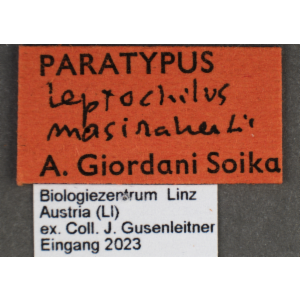 PARATYPUS
Leptochilus
masirahensis
A. Giordani Soika
Biologiezentrum Linz
Austria (LI)
ex. Coll. J. Gusenleitner
Eingang 2023